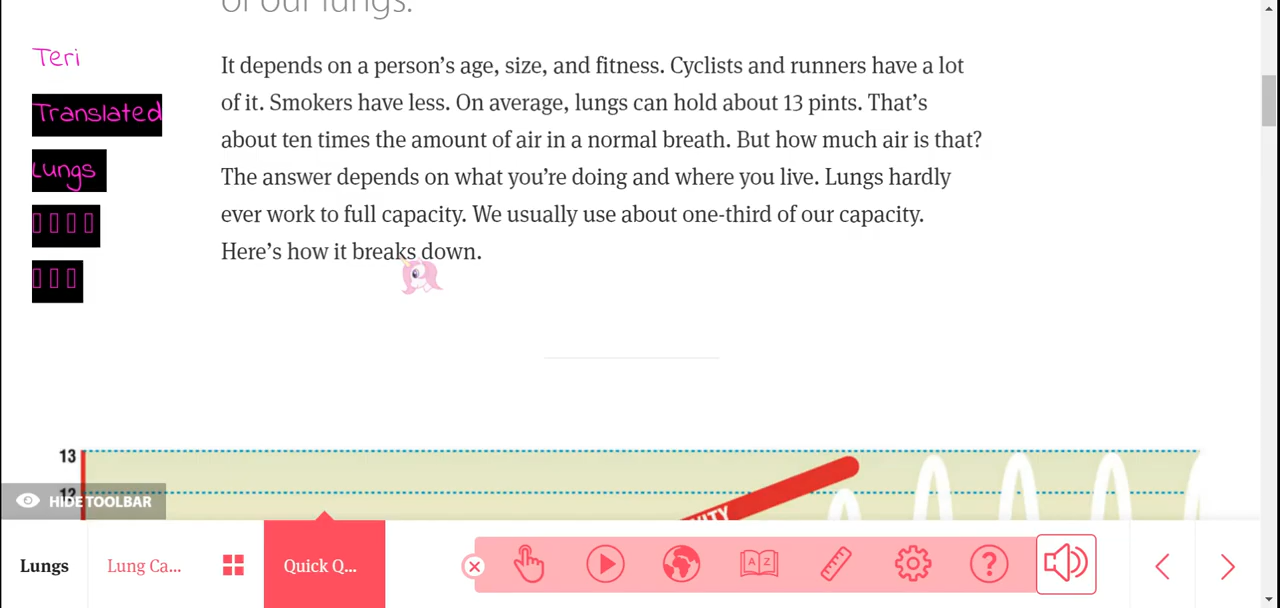 of our lungs.
Teri
Translated
Lungs
It depends on a person's age, size, and fitness. Cyclists and runners have a lot
of it. Smokers have less. On average, lungs can hold about 13 pints. That's
about ten times the amount of air in a normal breath. But how much air is that?
The answer depends on what you're doing and where you live. Lungs hardly
ever work to full capacity. We usually use about one-third of our capacity.
Here's how it breaks down.
13
12
HIDE TOOLBAR
Lungs
Lung Ca...
Quick Q...
A Z